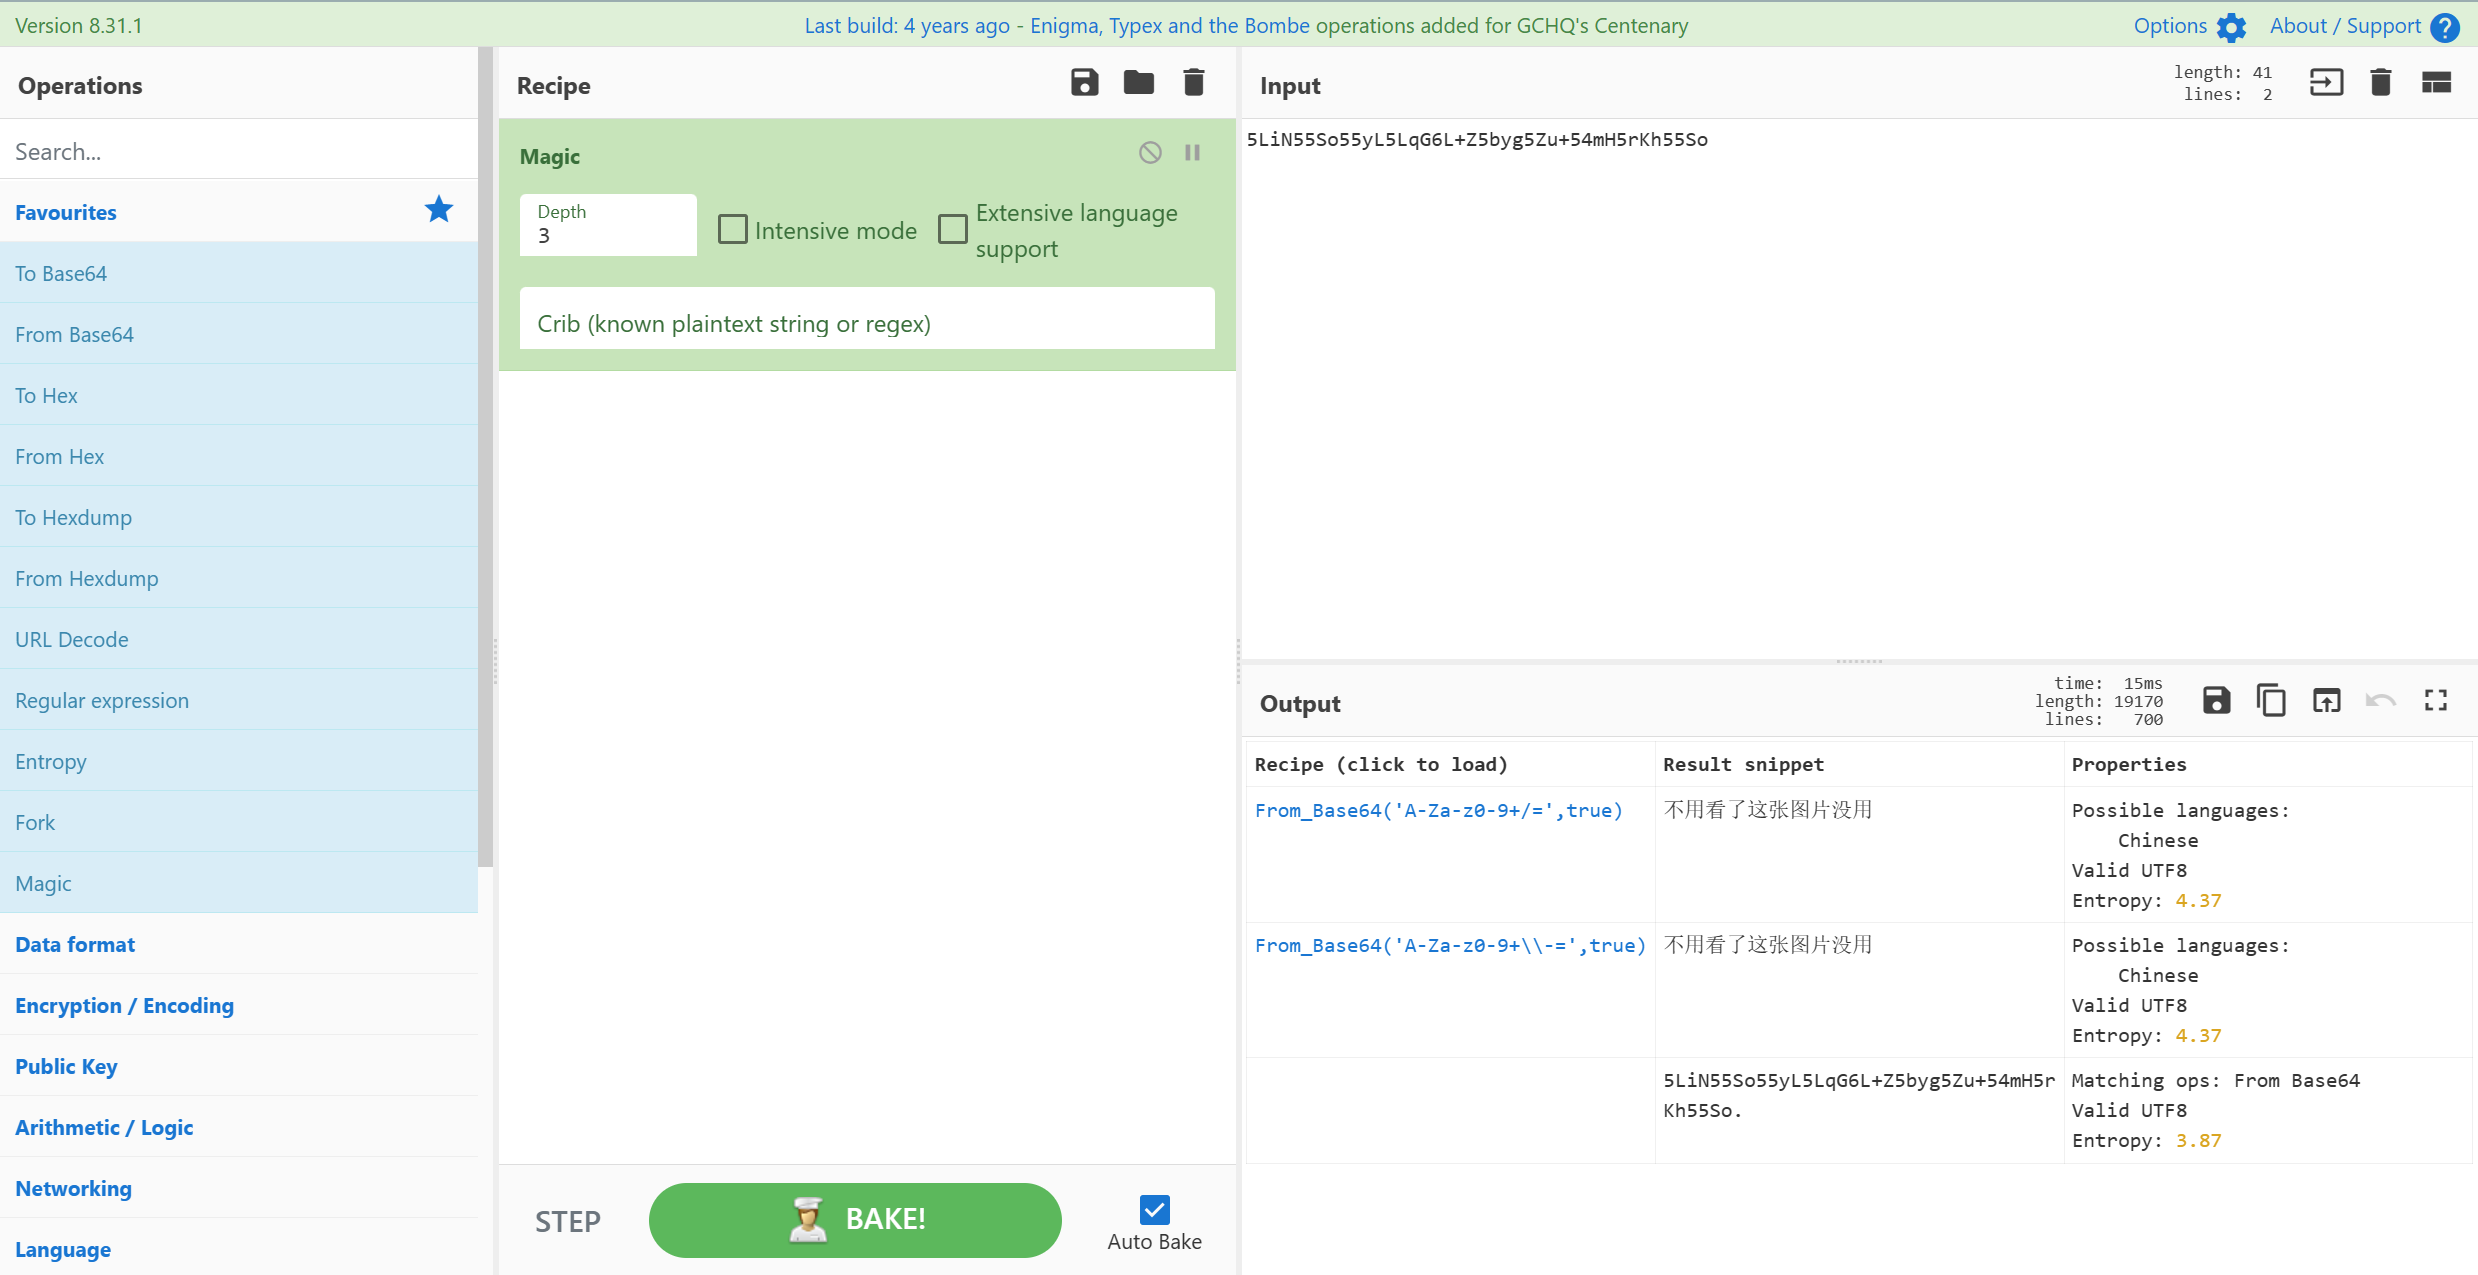 Version 8.31.1
Last build: 4 years ago - Enigma, Typex and the Bombe operations added for GCHQ's Centenary
Options
About / Support
Operations
Search...
Favourites
To Base64
From Base64
To Hex
From Hex
To Hexdump
From Hexdump
URL Decode
Regular expression
Entropy
Fork
Magic
Data format
Encryption / Encoding
Public Key
Arithmetic / Logic
Networking
Language
Recipe
Magic
Depth
3
Intensive mode
Extensive language
support
Crib (known plaintext string or regex)
STEP
BAKE!
Auto Bake
Input
length: 41
lines: 2
5LiN55So55yL5LqG6L+Z5byg5Zu+54mH5rKh55So
Output
time: 15ms
length: 19170
lines: 700
Recipe (click to load) Result snippet Properties
From_Base64('A-Za-z0-9+/=',true) 不用看了这张图片没用 Possible languages:
Chinese
Valid UTF8
Entropy: 4.37
From_Base64('A-Za-z0-9+\\-=',true) 不用看了这张图片没用 Possible languages:
Chinese
Valid UTF8
Entropy: 4.37
5LiN55So55yL5LqG6L+Z5byg5Zu+54mH5r Matching ops: From Base64
Kh55So. Valid UTF8
Entropy: 3.87